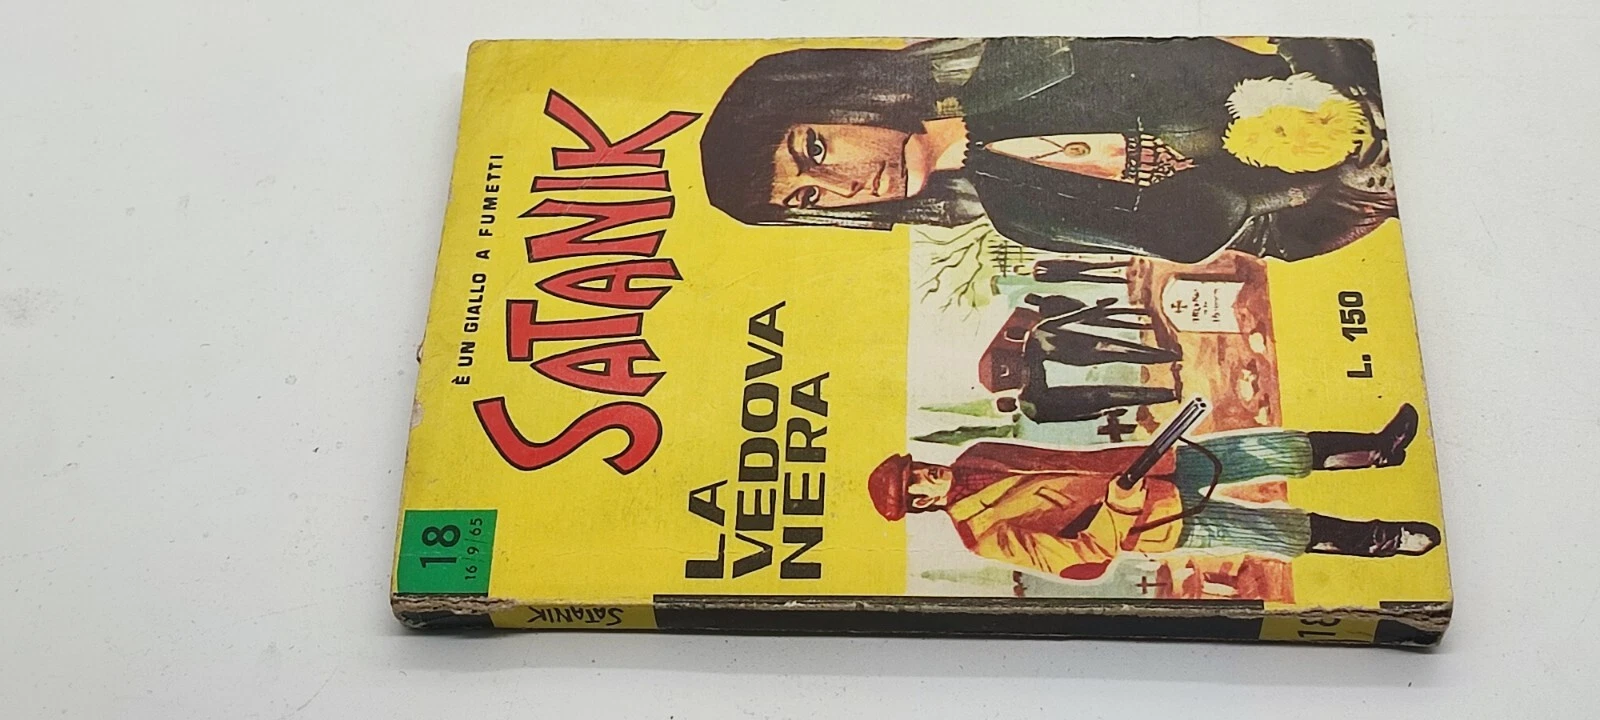 È UN GIALLO A FUMETTI
SATANIK
18
16/9/65
LA
VEDOVA
NERA
L. 150
SATANIK
18